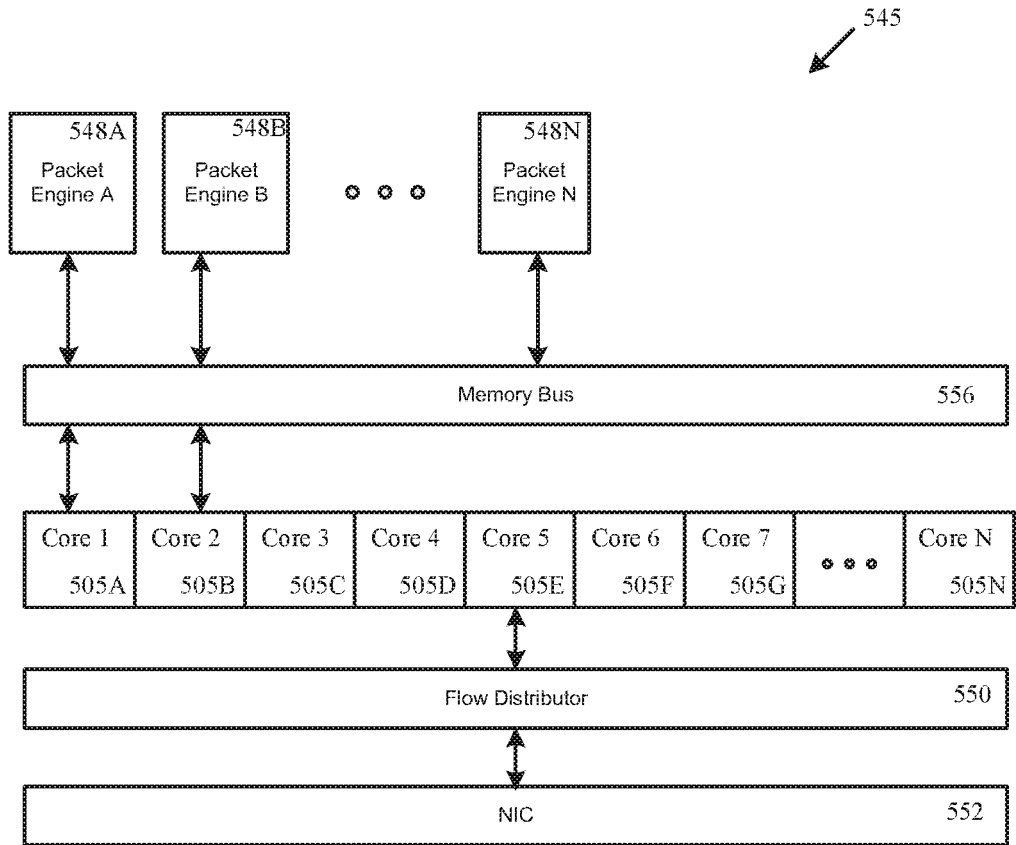 545
548A
Packet
Engine A
548B
Packet
Engine B
548N
Packet
Engine N
Memory Bus
556
Core 1
505A
Core 2
505B
Core 3
505C
Core 4
505D
Core 5
505E
Core 6
505F
Core 7
505G
Core N
505N
Flow Distributor
550
NIC
552